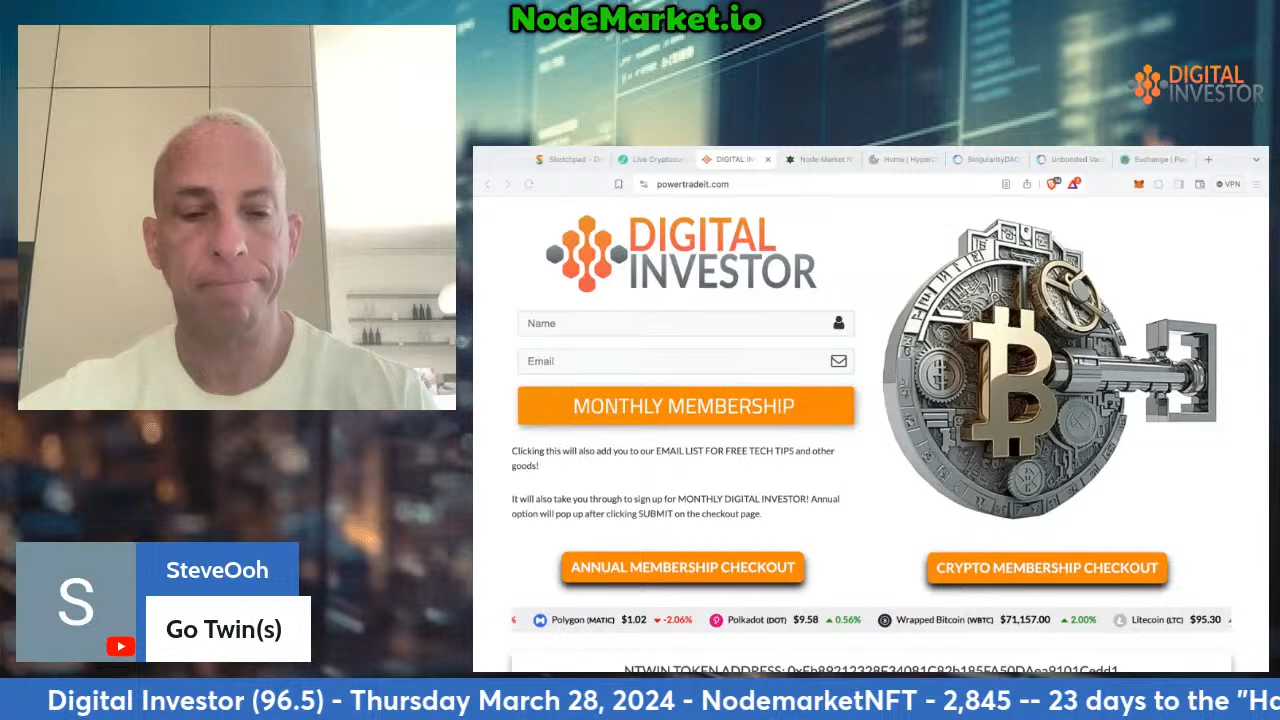 NodeMarket.io
DIGITAL
INVESTOR
Live Cryptocu
DIGITAL IN
Node Market N
Home | HyperC
SingularityDAO
Unbonded Vau
Exchange | Pa
powertradeit.com
VPN
DIGITAL
INVESTOR
Name
Email
MONTHLY MEMBERSHIP
Clicking this will also add you to our EMAIL LIST FOR FREE TECH TIPS and other
goods!
It will also take you through to sign up for MONTHLY DIGITAL INVESTOR! Annual
option will pop up after clicking SUBMIT on the checkout page.
ANNUAL MEMBERSHIP CHECKOUT
CRYPTO MEMBERSHIP CHECKOUT
% Polygon (MATIC) $1.02 -2.06% Polkadot (DOT) $9.58 0.56% Wrapped Bitcoin (WBTC) $71,157.00 2.00% Litecoin (LTC) $95.30
NTWIN TOKEN ADDRESS:
S
SteveOoh
Go Twin(s)
Digital Investor (96.5) - Thursday March 28, 2024 - NodemarketNFT - 2,845 -- 23 days to the "Ha